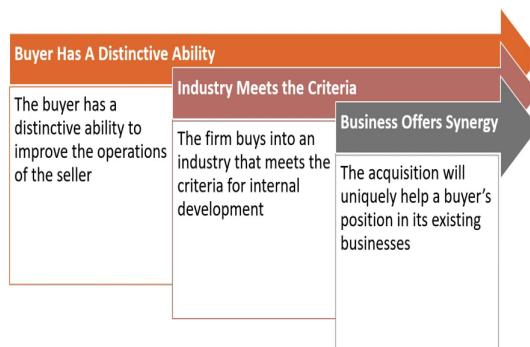 Buyer Has A Distinctive Ability
The buyer has a
distinctive ability to
improve the operations
of the seller
Industry Meets the Criteria
The firm buys into an
industry that meets the
criteria for internal
development
Business Offers Synergy
The acquisition will
uniquely help a buyer's
position in its existing
businesses